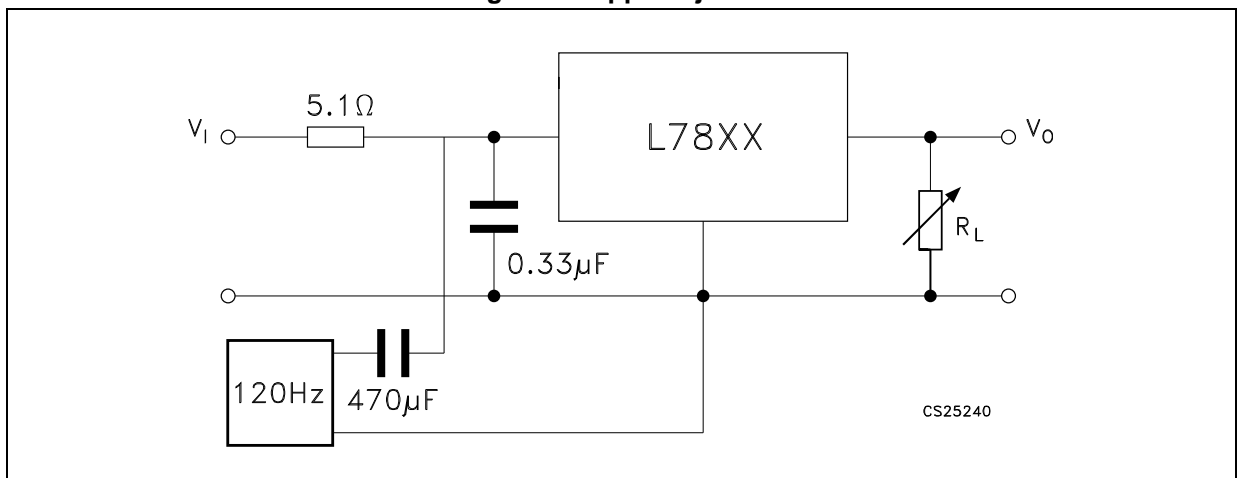 5.1Ω
V_I
L78XX
V_O
R_L
0.33µF
120Hz
470µF
CS25240